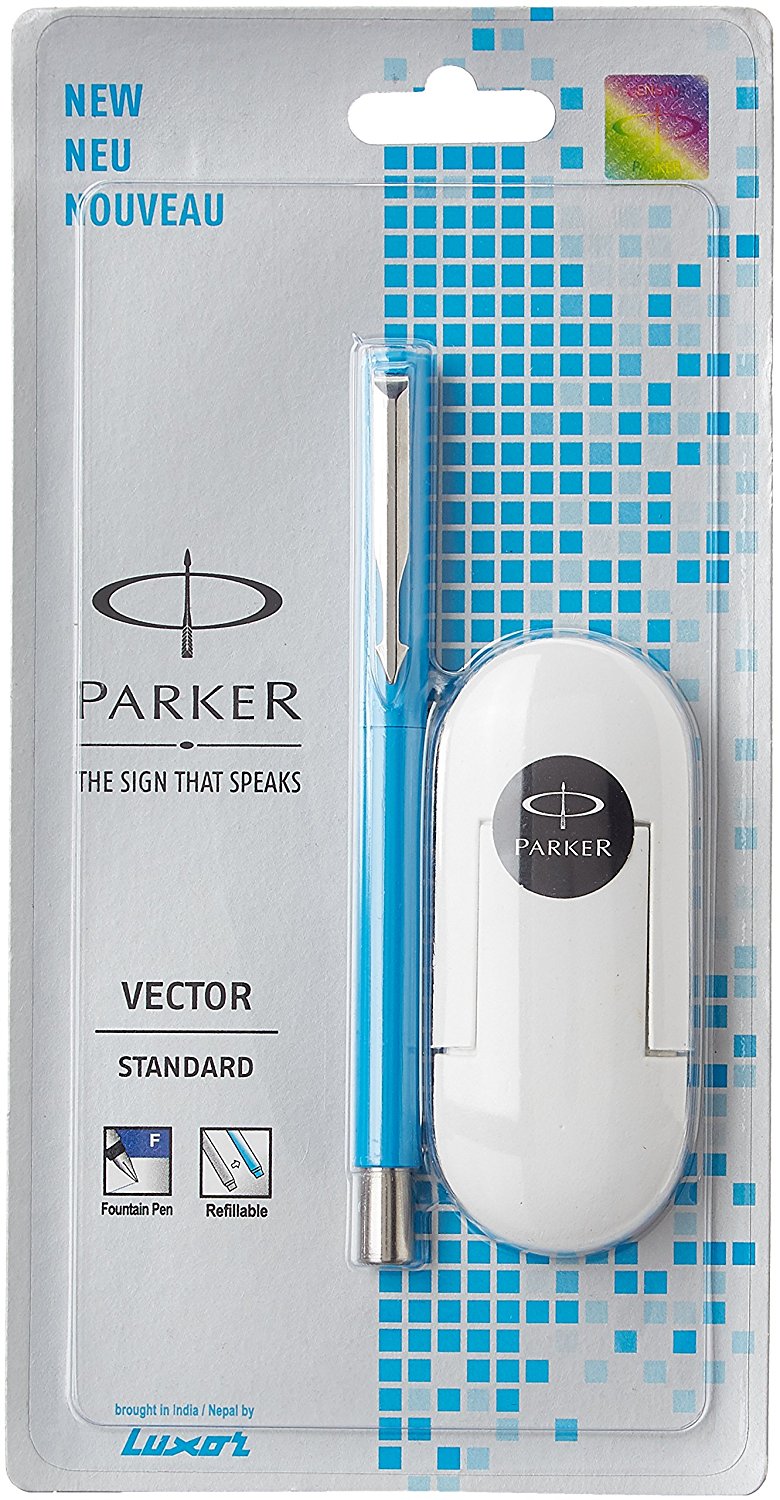 NEW
NEU
NOUVEAU
PARKER
THE SIGN THAT SPEAKS
PARKER
VECTOR
STANDARD
F
Fountain Pen Refillable
brought in India / Nepal by
Luxor